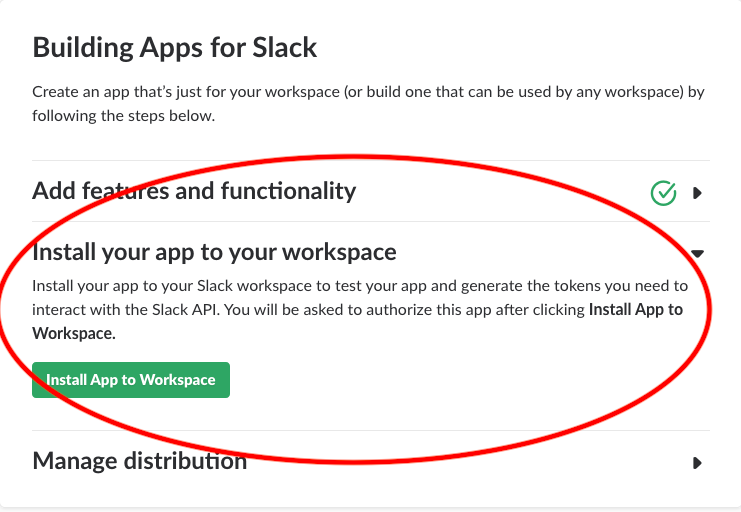 Building Apps for Slack
Create an app that's just for your workspace (or build one that can be used by any workspace) by
following the steps below.
Add features and functionality
Install your app to your workspace
Install your app to your Slack workspace to test your app and generate the tokens you need to
interact with the Slack API. You will be asked to authorize this app after clicking Install App to
Workspace.
Install App to Workspace
Manage distribution